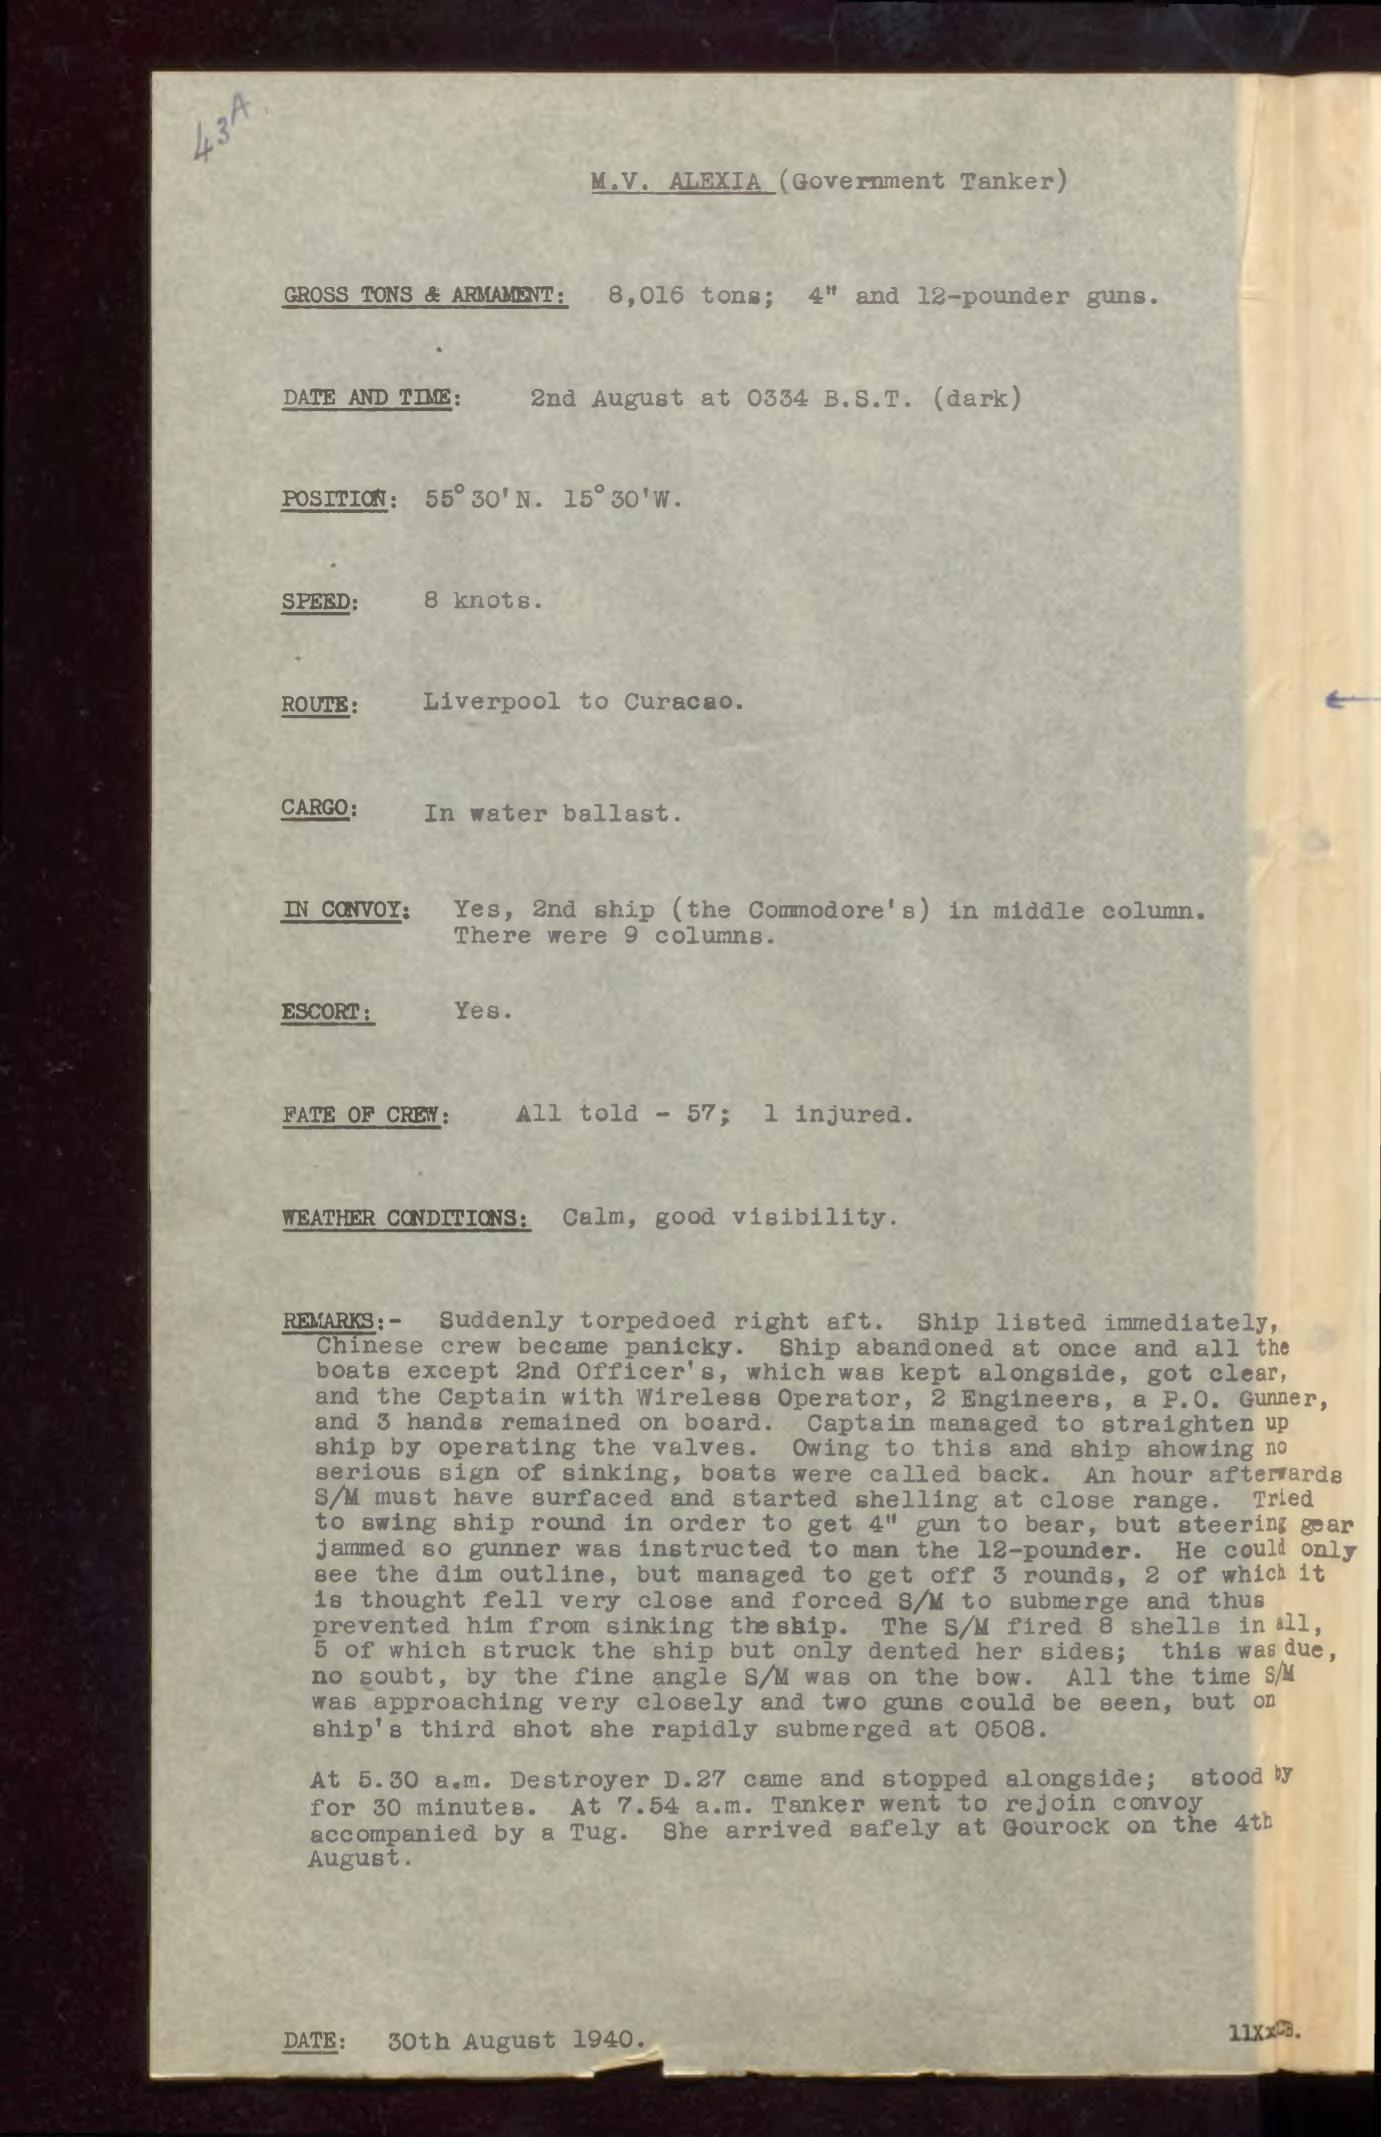 43A.
M.V. ALEXIA (Government Tanker)
GROSS TONS & ARMAMENT: 8,016 tons; 4" and 12-pounder guns.
DATE AND TIME: 2nd August at 0334 B.S.T. (dark)
POSITION: 55°30'N. 15°30'W.
SPEED: 8 knots.
ROUTE: Liverpool to Curacao.
CARGO: In water ballast.
IN CONVOY: Yes, 2nd ship (the Commodore's) in middle column.
There were 9 columns.
ESCORT: Yes.
FATE OF CREW: All told - 57; 1 injured.
WEATHER CONDITIONS: Calm, good visibility.
REMARKS:- Suddenly torpedoed right aft. Ship listed immediately,
Chinese crew became panicky. Ship abandoned at once and all the
boats except 2nd Officer's, which was kept alongside, got clear,
and the Captain with Wireless Operator, 2 Engineers, a P.O. Gunner,
and 3 hands remained on board. Captain managed to straighten up
ship by operating the valves. Owing to this and ship showing no
serious sign of sinking, boats were called back. An hour afterwards
S/M must have surfaced and started shelling at close range. Tried
to swing ship round in order to get 4" gun to bear, but steering gear
jammed so gunner was instructed to man the 12-pounder. He could only
see the dim outline, but managed to get off 3 rounds, 2 of which it
is thought fell very close and forced S/M to submerge and thus
prevented him from sinking the ship. The S/M fired 8 shells in all,
5 of which struck the ship but only dented her sides; this was due,
no soubt, by the fine angle S/M was on the bow. All the time S/M
was approaching very closely and two guns could be seen, but on
ship's third shot she rapidly submerged at 0508.
At 5.30 a.m. Destroyer D.27 came and stopped alongside; stood by
for 30 minutes. At 7.54 a.m. Tanker went to rejoin convoy
accompanied by a Tug. She arrived safely at Gourock on the 4th
August.
DATE: 30th August 1940.